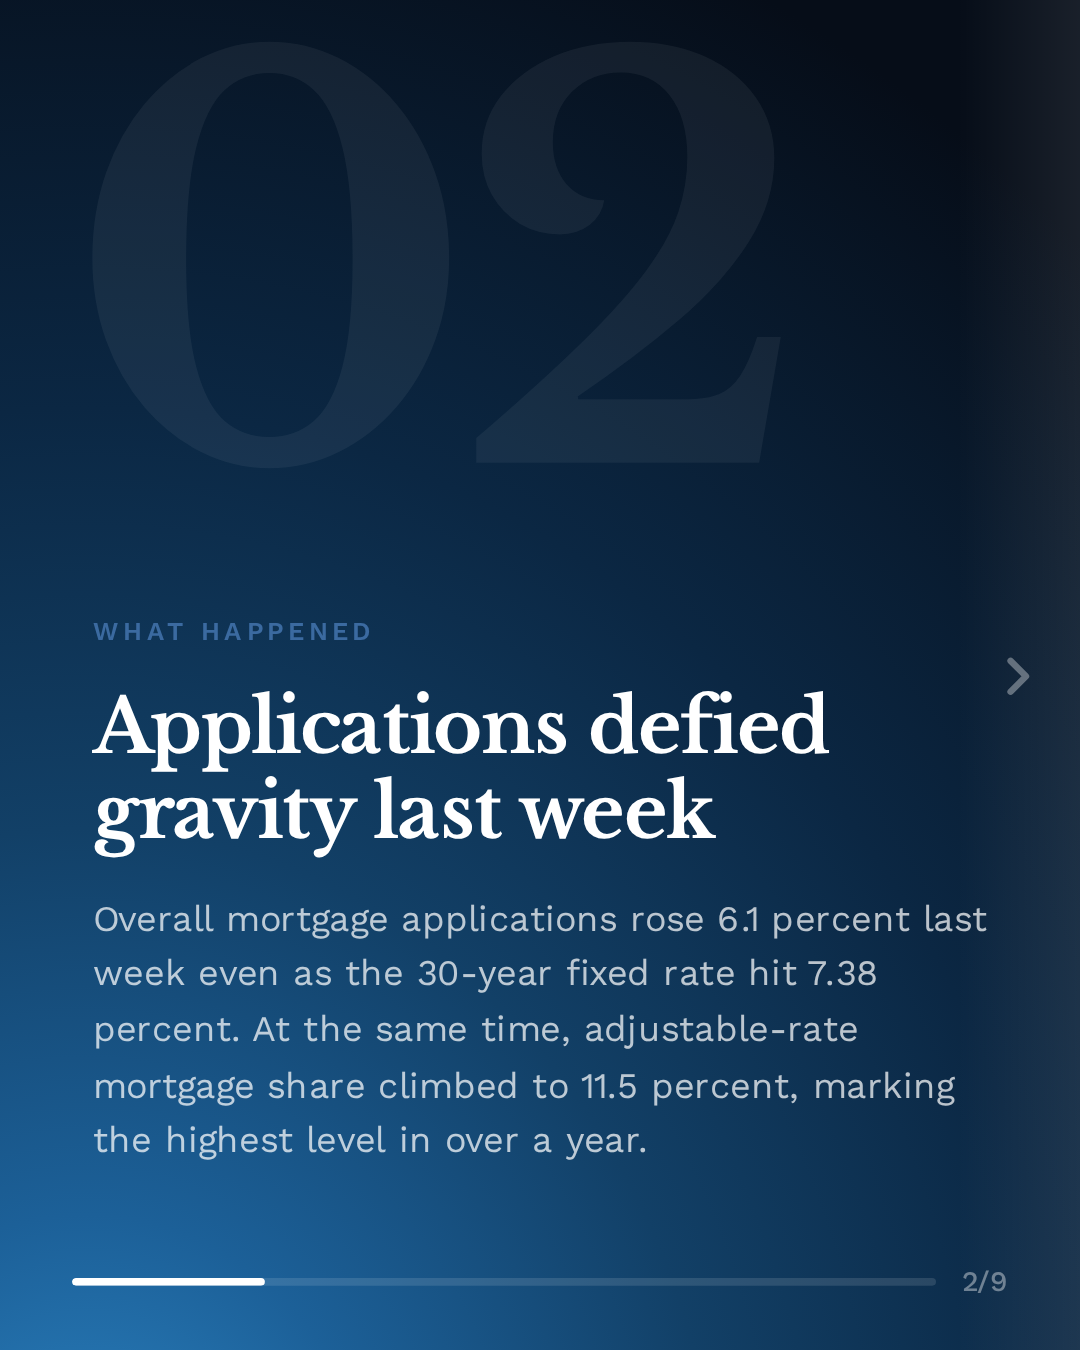 02
WHAT HAPPENED
Applications defied
gravity last week
Overall mortgage applications rose 6.1 percent last
week even as the 30-year fixed rate hit 7.38
percent. At the same time, adjustable-rate
mortgage share climbed to 11.5 percent, marking
the highest level in over a year.
2/9